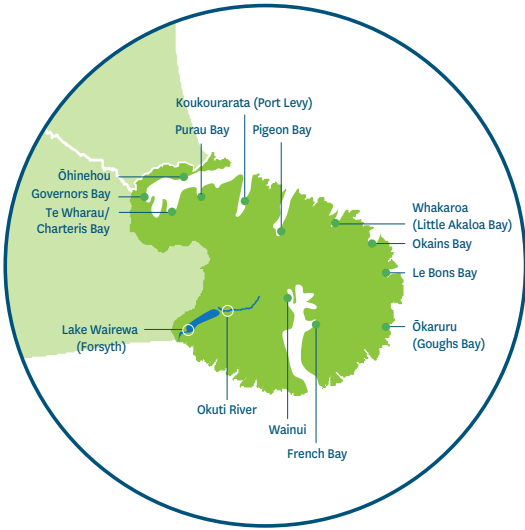 Koukourarata (Port Levy)
Purau Bay
Pigeon Bay
Ōhinehou
Governors Bay
Te Wharau/
Charteris Bay
Whakaroa
(Little Akaloa Bay)
Okains Bay
Le Bons Bay
Ōkaruru
(Goughs Bay)
Lake Wairewa
(Forsyth)
Okuti River
Wainui
French Bay